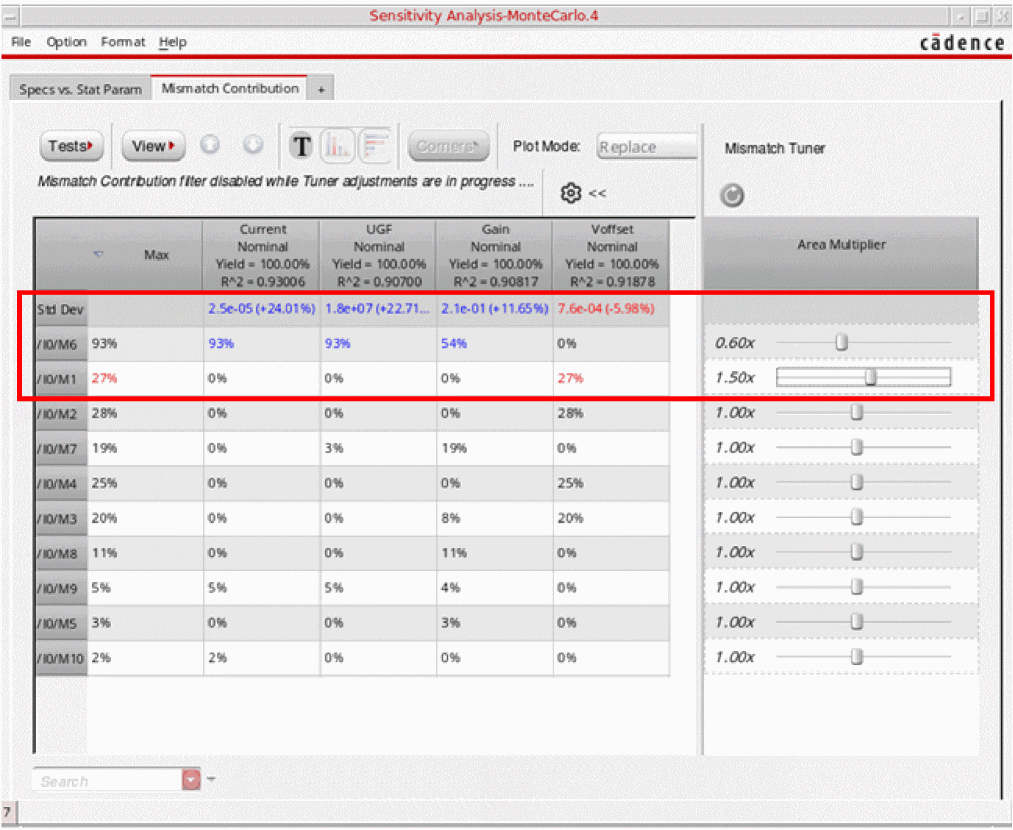 Sensitivity Analysis-MonteCarlo.4
File Option Format Help
cādence
Specs vs. Stat Param Mismatch Contribution +
Tests View T Corners Plot Mode: Replace Mismatch Tuner
Mismatch Contribution filter disabled while Tuner adjustments are in progress .... <<
Max Current UGF Gain Voffset Area Multiplier
Nominal Nominal Nominal Nominal
Yield = 100.00% Yield = 100.00% Yield = 100.00% Yield = 100.00%
R^2 = 0.93006 R^2 = 0.90700 R^2 = 0.90817 R^2 = 0.91878
Std Dev 2.5e-05 (+24.01%) 1.8e+07 (+22.71... 2.1e-01 (+11.65%) 7.6e-04 (-5.98%)
/I0/M6 93% 93% 93% 54% 0% 0.60x
/I0/M1 27% 0% 0% 0% 27% 1.50x
/I0/M2 28% 0% 0% 0% 28% 1.00x
/I0/M7 19% 0% 3% 19% 0% 1.00x
/I0/M4 25% 0% 0% 0% 25% 1.00x
/I0/M3 20% 0% 0% 8% 20% 1.00x
/I0/M8 11% 0% 0% 11% 0% 1.00x
/I0/M9 5% 5% 5% 4% 0% 1.00x
/I0/M5 3% 0% 0% 3% 0% 1.00x
/I0/M10 2% 2% 0% 0% 0% 1.00x
Search
7